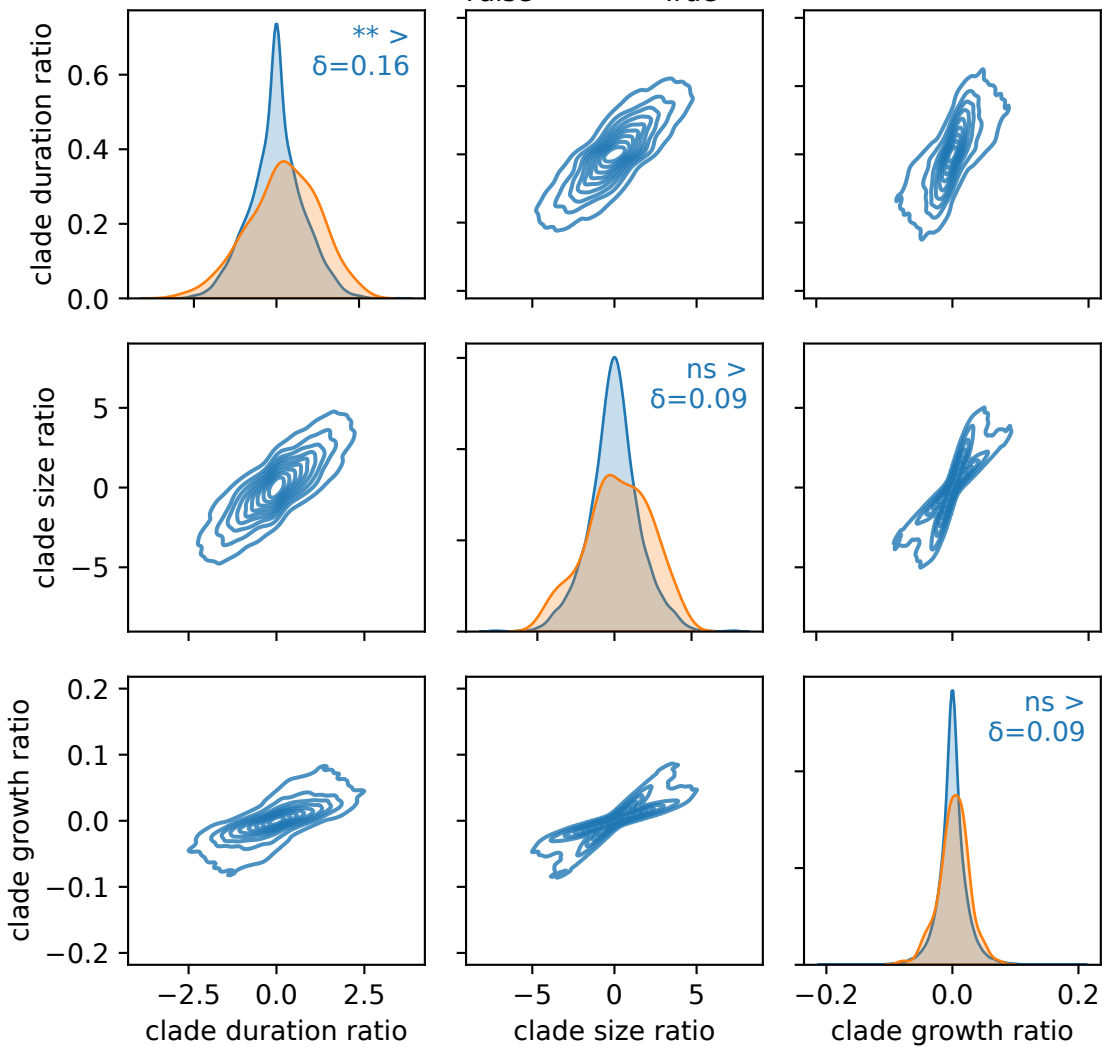 clade duration ratio
0.6
0.4
0.2
0.0
** >
δ=0.16
clade size ratio
5
0
−5
ns >
δ=0.09
clade growth ratio
0.2
0.1
0.0
−0.1
−0.2
ns >
δ=0.09
−2.5 0.0 2.5
−5 0 5
−0.2 0.0 0.2
clade duration ratio
clade size ratio
clade growth ratio